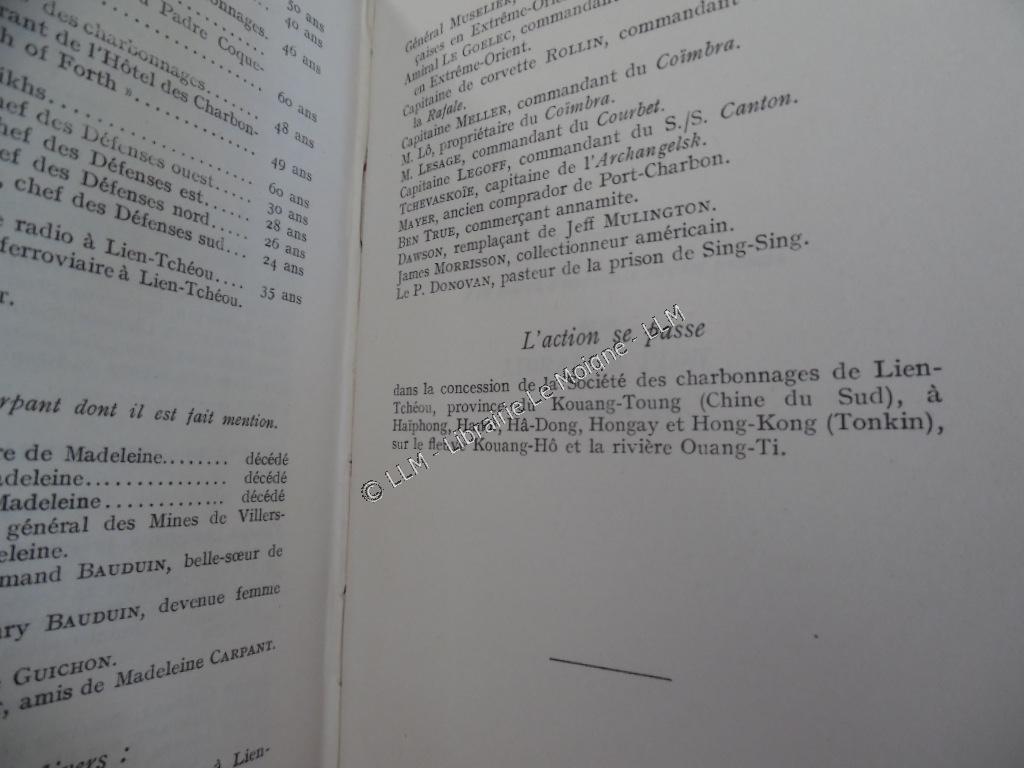 50 ans
onnages. 40 ans
u Padre Coque-
46 ans
des charbonnages.......
rant de l'Hôtel des Charbon- 60 ans
h of Forth »................ 48 ans
ikhs..................... 49 ans
ef des Défenses ouest.... 60 ans
hef des Défenses est...... 30 ans
ef des Défenses nord...... 28 ans
, chef des Défenses sud... 26 ans
24 ans
e radio à Lien-Tchéou.... 35 ans
ferroviaire à Lien-Tchéou.
r.
arpant dont il est fait mention.
re de Madeleine........ décédé
adeleine............... décédé
Madeleine............ décédé
général des Mines de Villers-
eleine.
mand BAUDUIN, belle-sœur de
ry BAUDUIN, devenue femme
GUICHON.
, amis de Madeleine CARPANT.
à Lien-
Général MUSELIER,
çaises en Extrême-Orient
Amiral LE GOELEC, commandant
en Extrême-Orient.
Capitaine de corvette ROLLIN, commandant
la Rafale.
Capitaine MELLER, commandant du Coïmbra.
M. LÔ, propriétaire du Coïmbra.
M. LESAGE, commandant du Courbet.
Capitaine LEGOFF, commandant du S./S. Canton.
TCHEVASKOÏE, capitaine de l'Archangelsk.
MAYER, ancien comprador de Port-Charbon.
BEN TRUE, commerçant annamite.
DAWSON, remplaçant de Jeff MULINGTON.
James MORRISSON, collectionneur américain.
Le P. DONOVAN, pasteur de la prison de Sing-Sing.
L'action se passe
dans la concession de la Société des charbonnages de Lien-
Tchéou, province du Kouang-Toung (Chine du Sud), à
Haïphong, Hanoï, Hâ-Dong, Hongay et Hong-Kong (Tonkin),
sur le fleuve Kouang-Hô et la rivière Ouang-Ti.
© LLM - Librairie Le Moigne - LLM